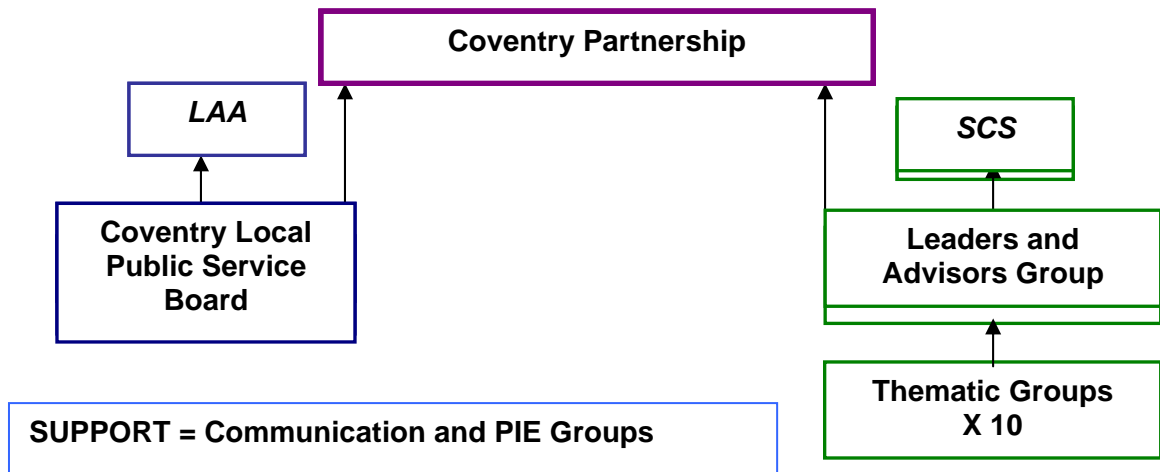 Coventry Partnership
LAA
SCS
Coventry Local
Public Service
Board
Leaders and
Advisors Group
Thematic Groups
X 10
SUPPORT = Communication and PIE Groups